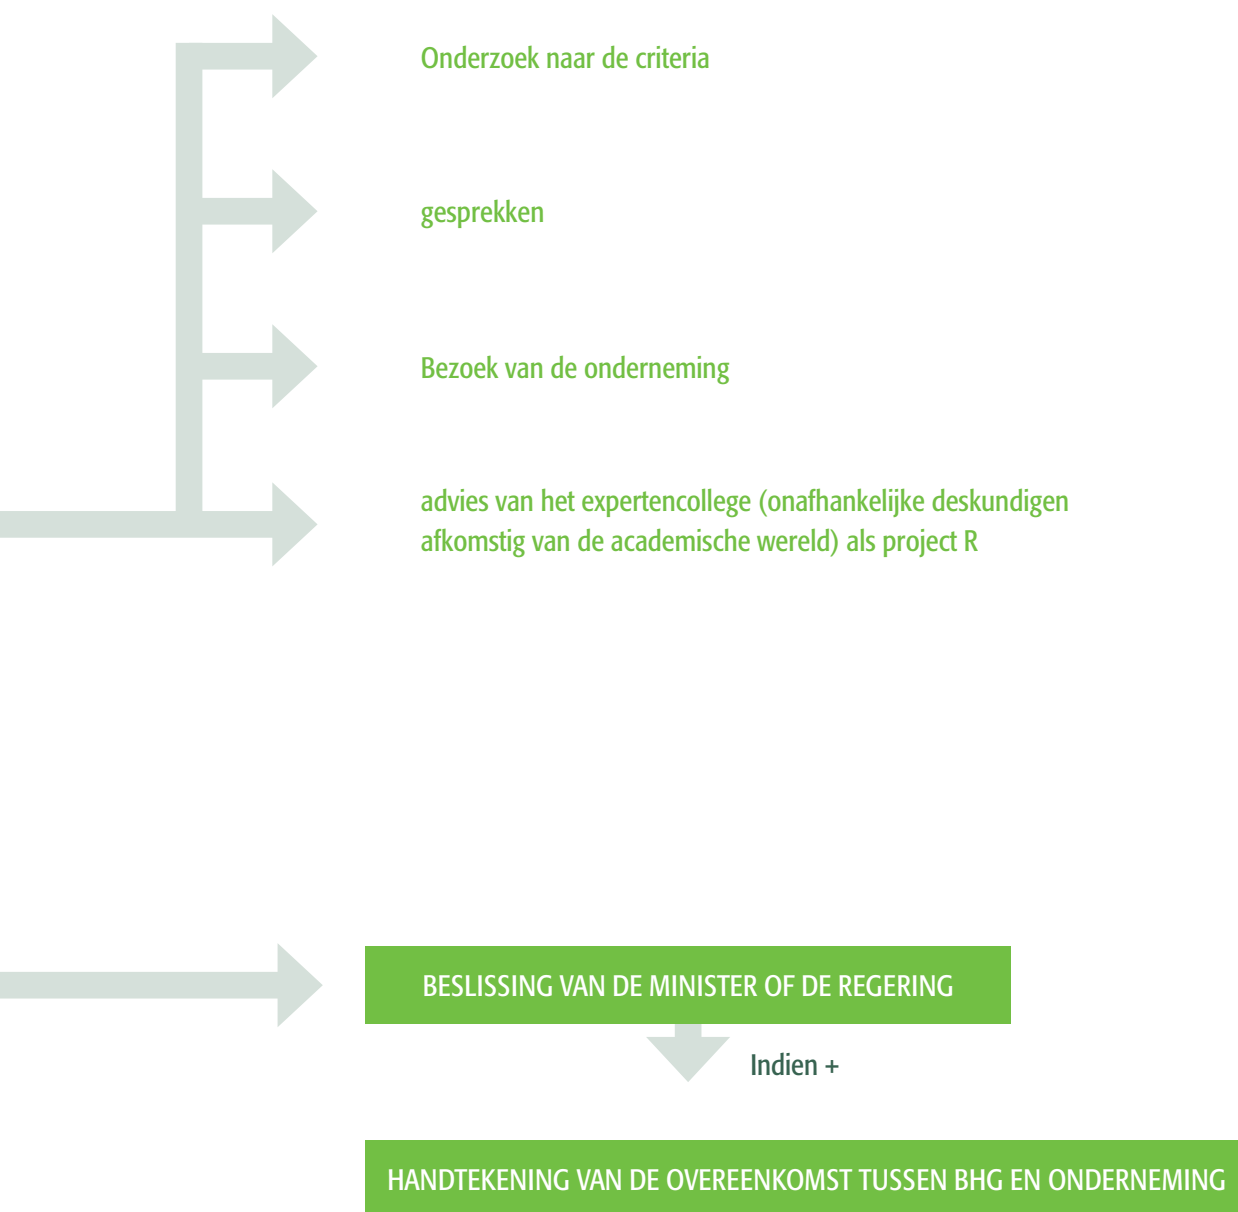 Onderzoek naar de criteria
gesprekken
Bezoek van de onderneming
advies van het expertencollege (onafhankelijke deskundigen
afkomstig van de academische wereld) als project R
BESLISSING VAN DE MINISTER OF DE REGERING
Indien +
HANDTEKENING VAN DE OVEREENKOMST TUSSEN BHG EN ONDERNEMING